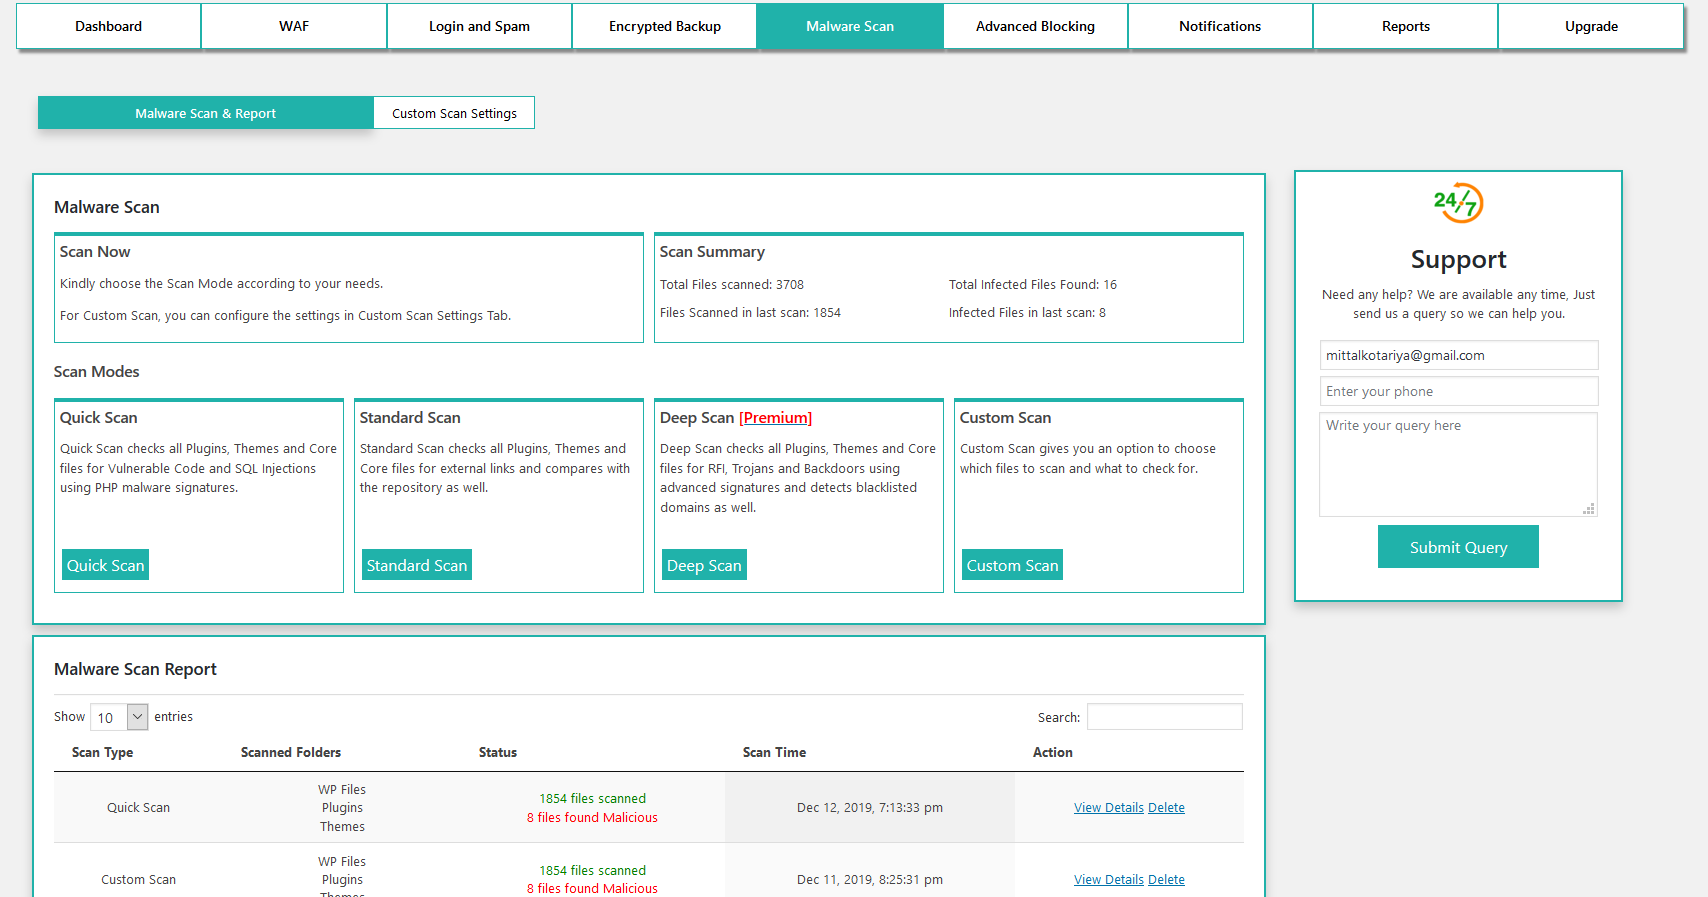 Dashboard
WAF
Login and Spam
Encrypted Backup
Malware Scan
Advanced Blocking
Notifications
Reports
Upgrade
Malware Scan & Report
Custom Scan Settings
Malware Scan
Scan Now
Kindly choose the Scan Mode according to your needs.
For Custom Scan, you can configure the settings in Custom Scan Settings Tab.
Scan Summary
Total Files scanned: 3708
Total Infected Files Found: 16
Files Scanned in last scan: 1854
Infected Files in last scan: 8
Scan Modes
Quick Scan
Quick Scan checks all Plugins, Themes and Core
files for Vulnerable Code and SQL Injections
using PHP malware signatures.
Quick Scan
Standard Scan
Standard Scan checks all Plugins, Themes and
Core files for external links and compares with
the repository as well.
Standard Scan
Deep Scan [Premium]
Deep Scan checks all Plugins, Themes and Core
files for RFI, Trojans and Backdoors using
advanced signatures and detects blacklisted
domains as well.
Deep Scan
Custom Scan
Custom Scan gives you an option to choose
which files to scan and what to check for.
Custom Scan
24/7
Support
Need any help? We are available any time, Just
send us a query so we can help you.
mittalkotariya@gmail.com
Enter your phone
Write your query here
Submit Query
Malware Scan Report
Show 10 entries
Search:
Scan Type
Scanned Folders
Status
Scan Time
Action
Quick Scan
WP Files
Plugins
Themes
1854 files scanned
8 files found Malicious
Dec 12, 2019, 7:13:33 pm
View Details Delete
Custom Scan
WP Files
Plugins
Themes
1854 files scanned
8 files found Malicious
Dec 11, 2019, 8:25:31 pm
View Details Delete